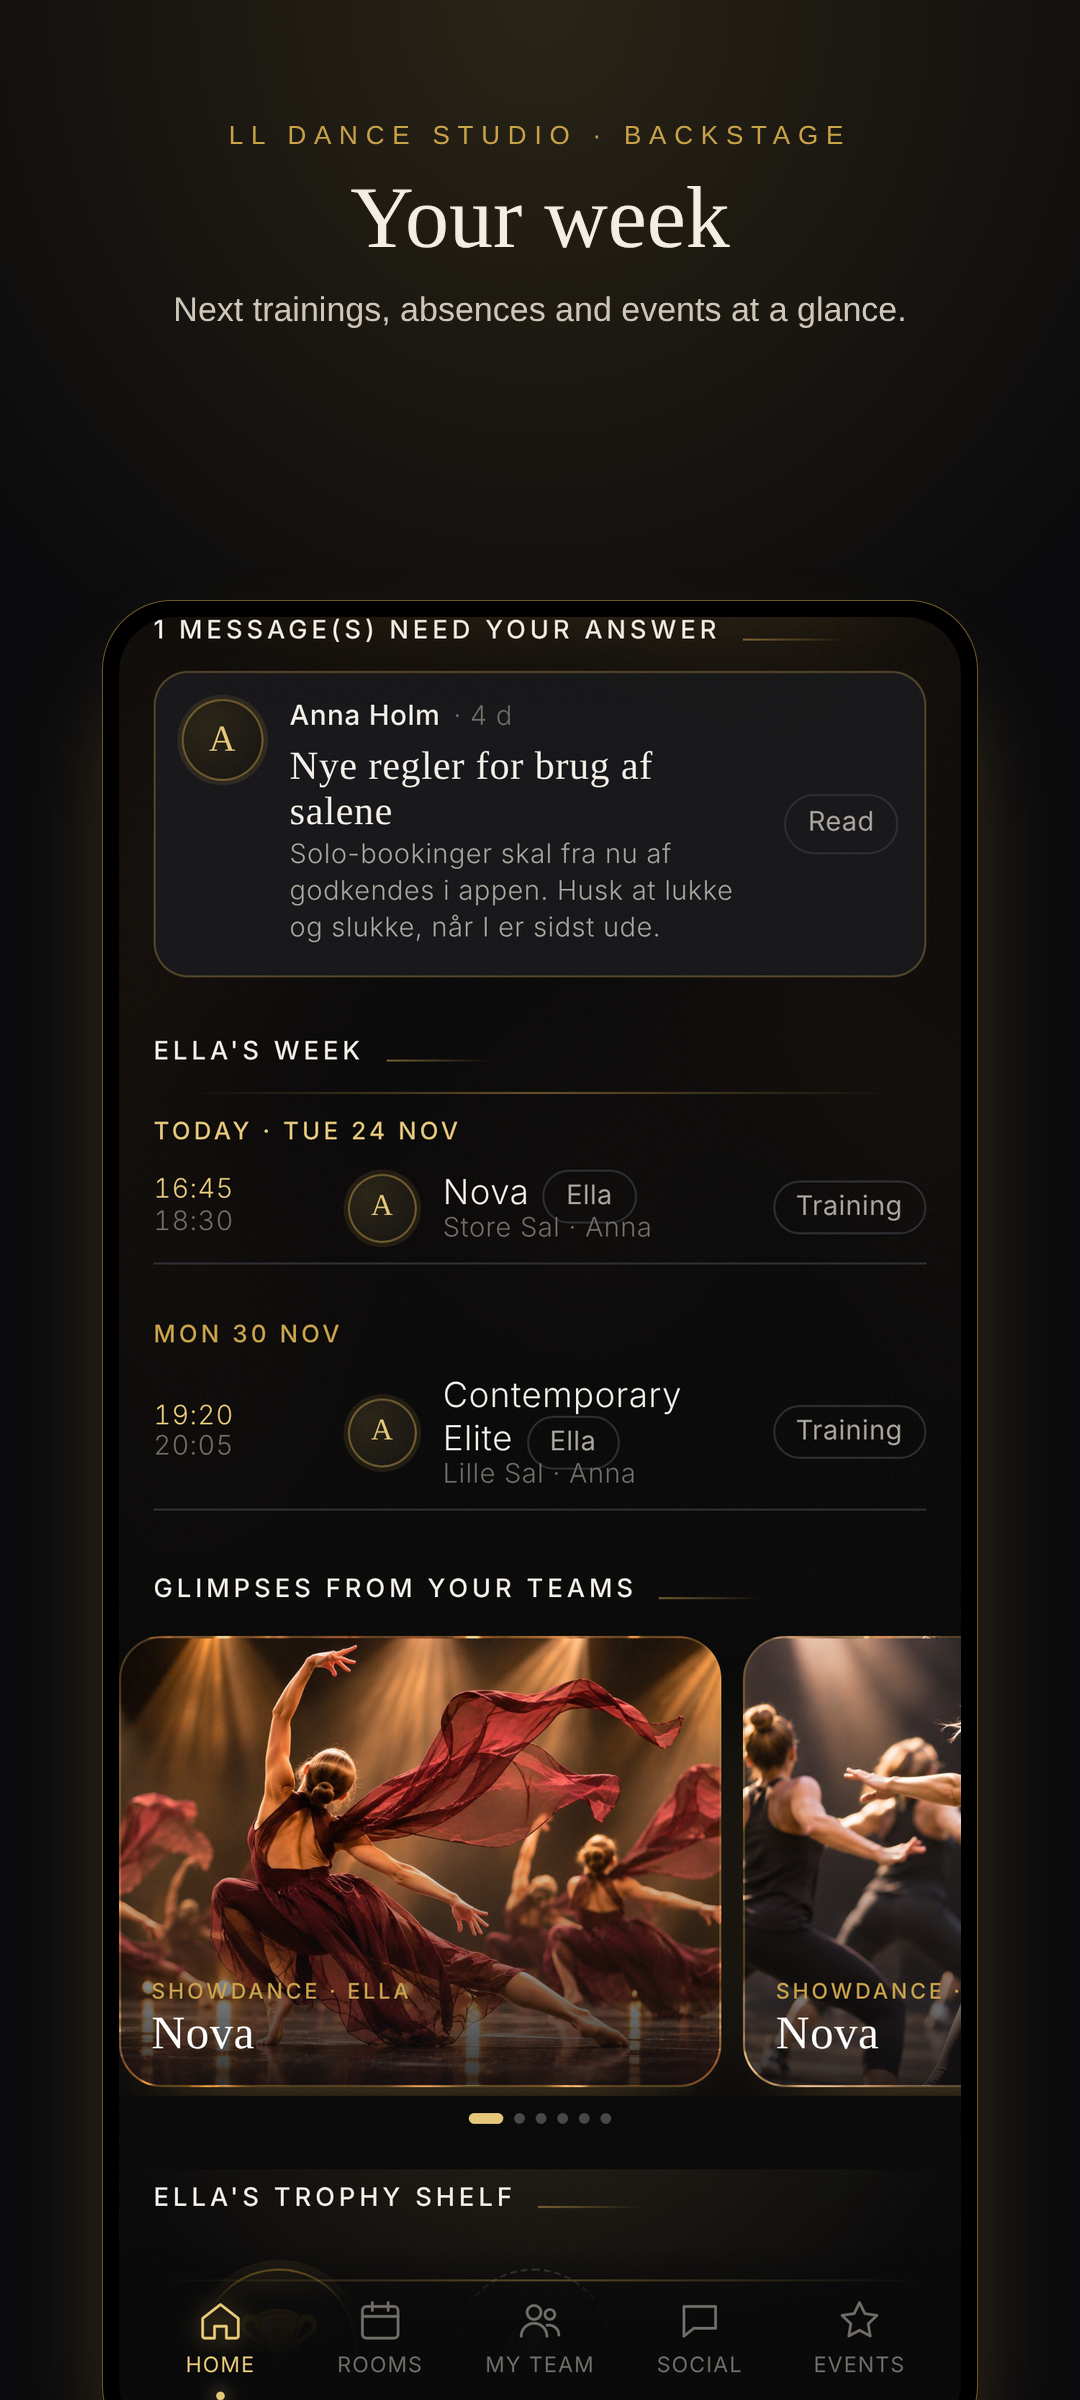 LL DANCE STUDIO · BACKSTAGE
Your week
Next trainings, absences and events at a glance.
1 MESSAGE(S) NEED YOUR ANSWER
A
Anna Holm · 4 d
Nye regler for brug af
salene
Solo-bookinger skal fra nu af
godkendes i appen. Husk at lukke
og slukke, når I er sidst ude.
Read
ELLA'S WEEK
TODAY · TUE 24 NOV
16:45
18:30
A
Nova Ella
Store Sal · Anna
Training
MON 30 NOV
19:20
20:05
A
Contemporary
Elite Ella
Lille Sal · Anna
Training
GLIMPSES FROM YOUR TEAMS
SHOWDANCE · ELLA
Nova
SHOWDANCE ·
Nova
ELLA'S TROPHY SHELF
HOME
ROOMS
MY TEAM
SOCIAL
EVENTS